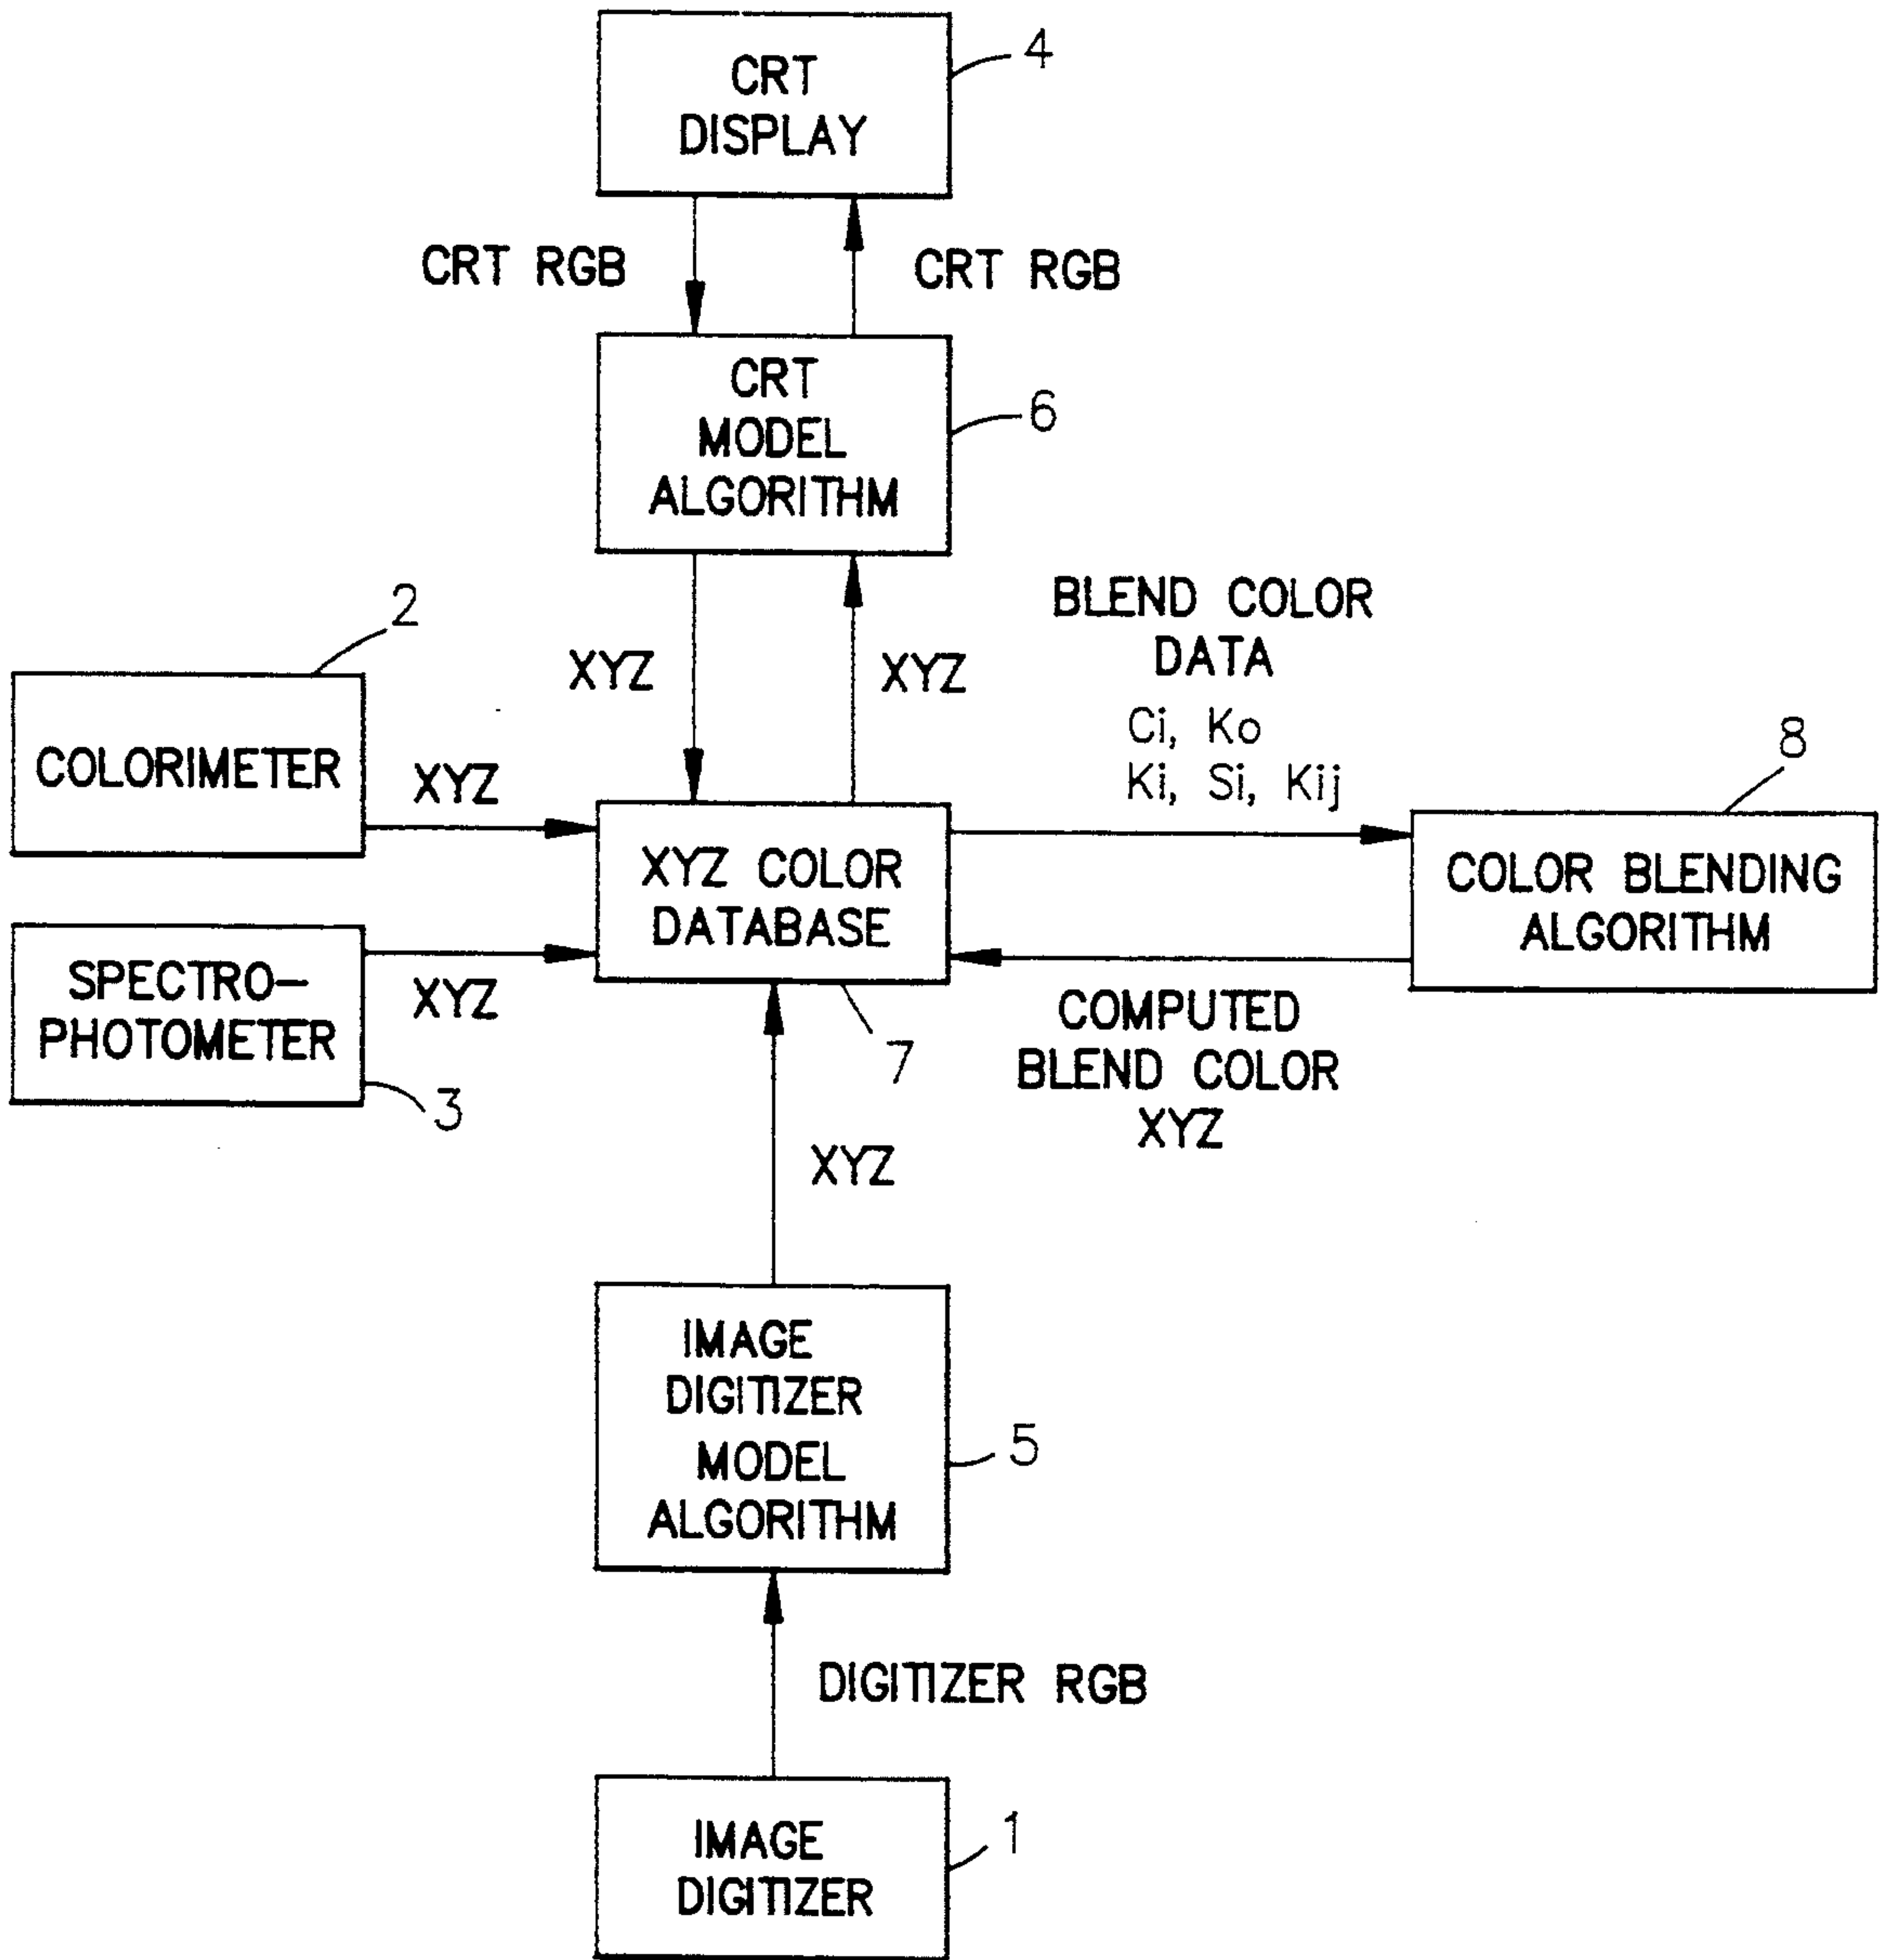 CRT
DISPLAY
4
CRT RGB
CRT RGB
CRT
MODEL
ALGORITHM
6
XYZ
XYZ
BLEND COLOR
DATA
Ci, Ko
Ki, Si, Kij
2
COLORIMETER
XYZ
XYZ COLOR
DATABASE
7
8
COLOR BLENDING
ALGORITHM
SPECTRO-
PHOTOMETER
3
XYZ
COMPUTED
BLEND COLOR
XYZ
XYZ
IMAGE
DIGITIZER
MODEL
ALGORITHM
5
DIGITIZER RGB
IMAGE
DIGITIZER
1